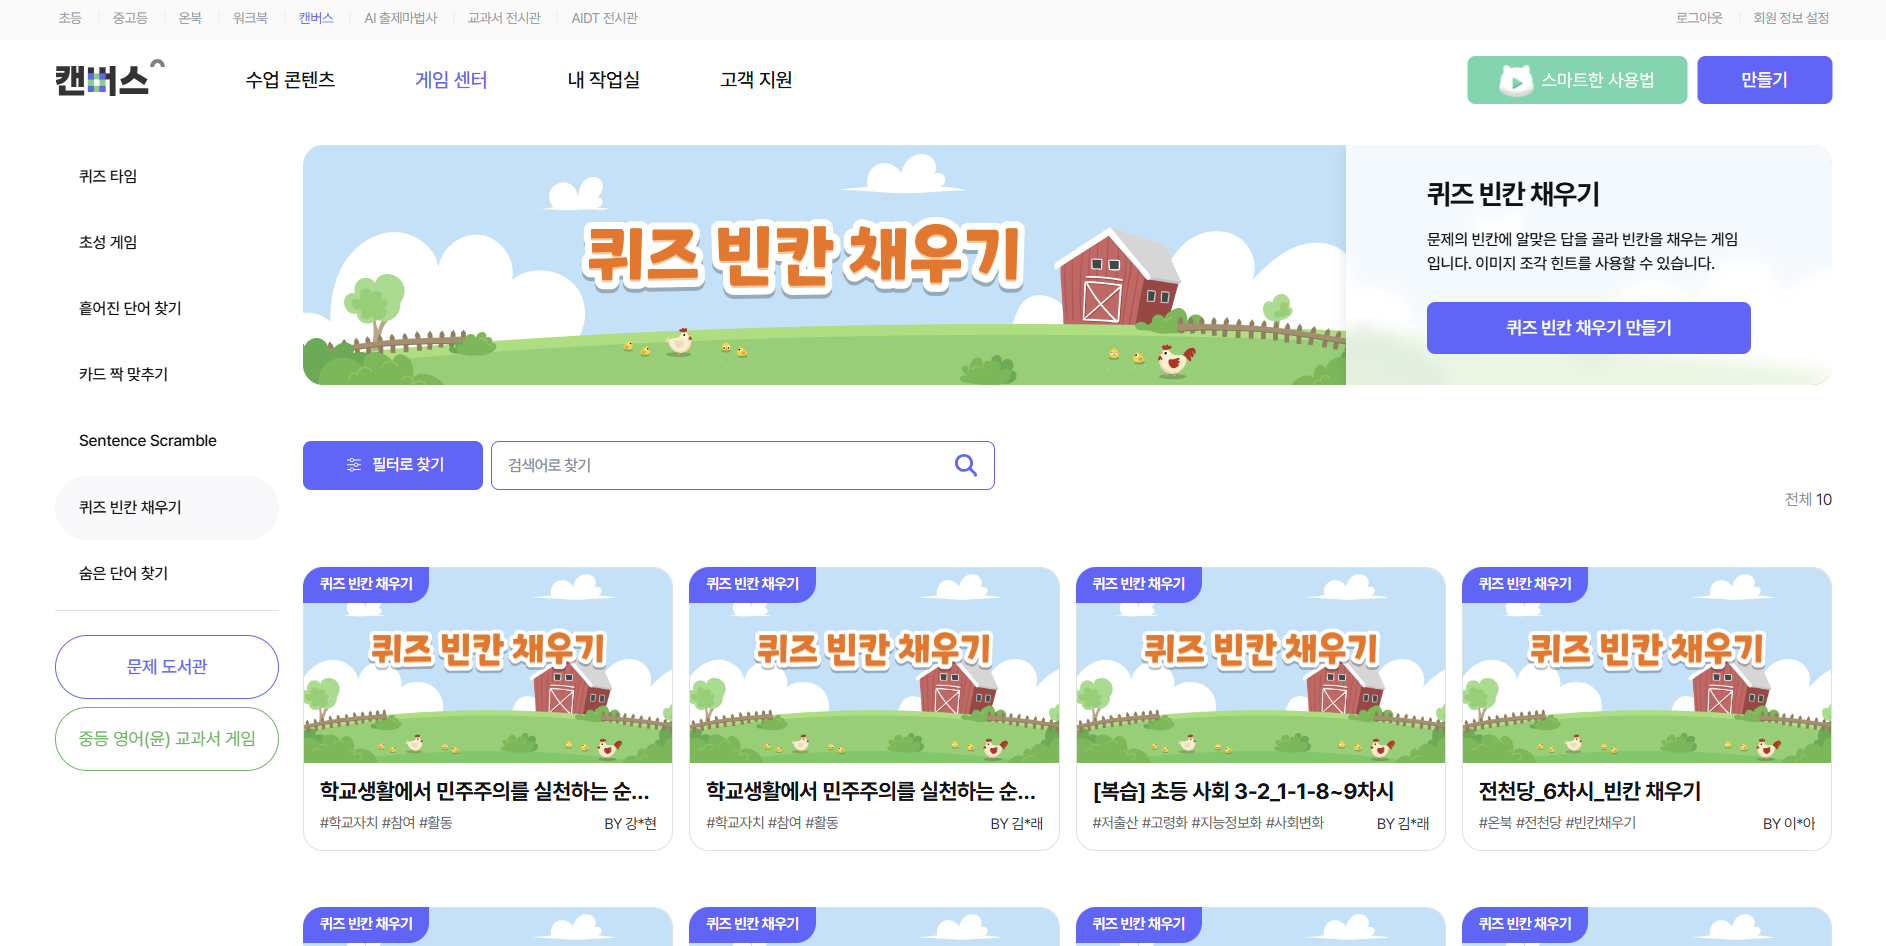 초등 중고등 온북 워크북 캔버스 AI 출제마법사 교과서 전시관 AIDT 전시관 로그아웃 회원 정보 설정
캔버스 수업 콘텐츠 게임 센터 내 작업실 고객 지원 스마트한 사용법 만들기
퀴즈 타임
초성 게임
흩어진 단어 찾기
카드 짝 맞추기
Sentence Scramble
퀴즈 빈칸 채우기
숨은 단어 찾기
문제 도서관
중등 영어(윤) 교과서 게임
퀴즈 빈칸 채우기
퀴즈 빈칸 채우기
문제의 빈칸에 알맞은 답을 골라 빈칸을 채우는 게임
입니다. 이미지 조각 힌트를 사용할 수 있습니다.
퀴즈 빈칸 채우기 만들기
필터로 찾기 검색어로 찾기
전체 10
퀴즈 빈칸 채우기
퀴즈 빈칸 채우기
학교생활에서 민주주의를 실천하는 순...
#학교자치 #참여 #활동 BY 강*현
퀴즈 빈칸 채우기
퀴즈 빈칸 채우기
학교생활에서 민주주의를 실천하는 순...
#학교자치 #참여 #활동 BY 김*래
퀴즈 빈칸 채우기
퀴즈 빈칸 채우기
[복습] 초등 사회 3-2_1-1-8~9차시
#저출산 #고령화 #지능정보화 #사회변화 BY 김*래
퀴즈 빈칸 채우기
퀴즈 빈칸 채우기
전천당_6차시_빈칸 채우기
#온북 #전천당 #빈칸채우기 BY 이*아
퀴즈 빈칸 채우기
퀴즈 빈칸 채우기
퀴즈 빈칸 채우기
퀴즈 빈칸 채우기